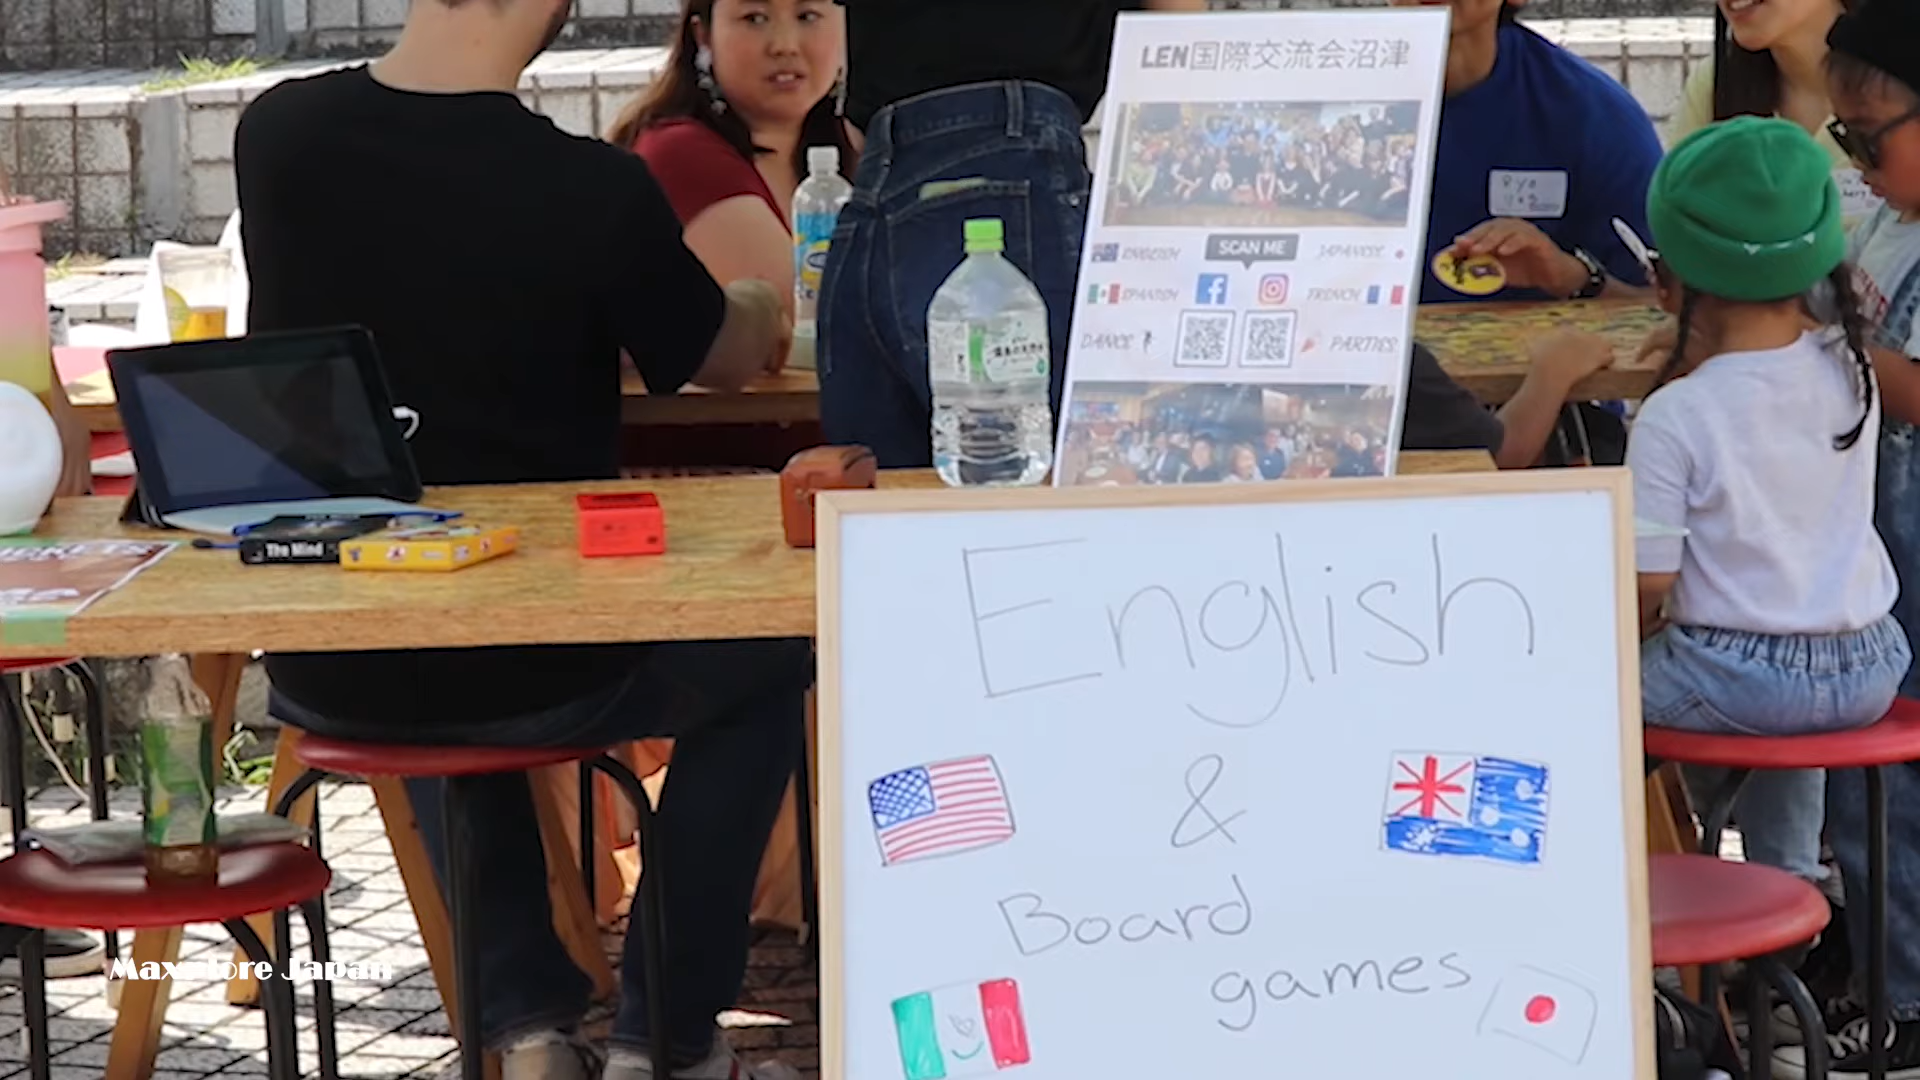 LEN国際交流会沼津
ENGLISH
SCAN ME
JAPANESE
SPANISH
FRENCH
DANCE
PARTIES
Ryo
The Mind
English
&
Board
games
Maxplore Japan